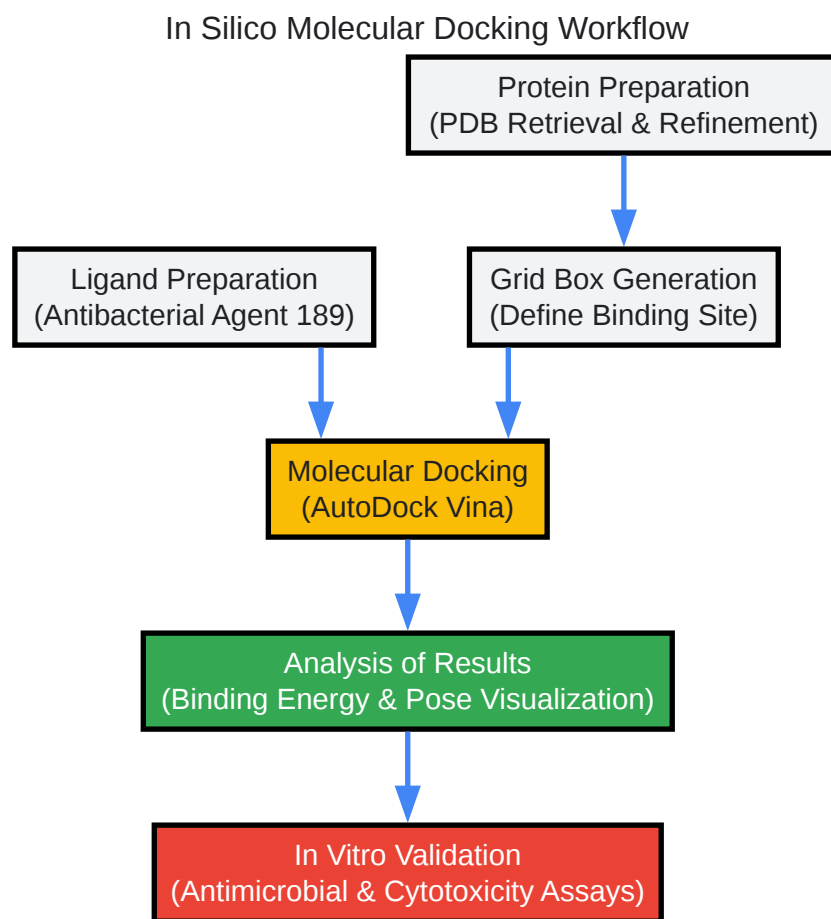 In Silico Molecular Docking Workflow
Protein Preparation
(PDB Retrieval & Refinement)
Ligand Preparation
(Antibacterial Agent 189)
Grid Box Generation
(Define Binding Site)
Molecular Docking
(AutoDock Vina)
Analysis of Results
(Binding Energy & Pose Visualization)
In Vitro Validation
(Antimicrobial & Cytotoxicity Assays)